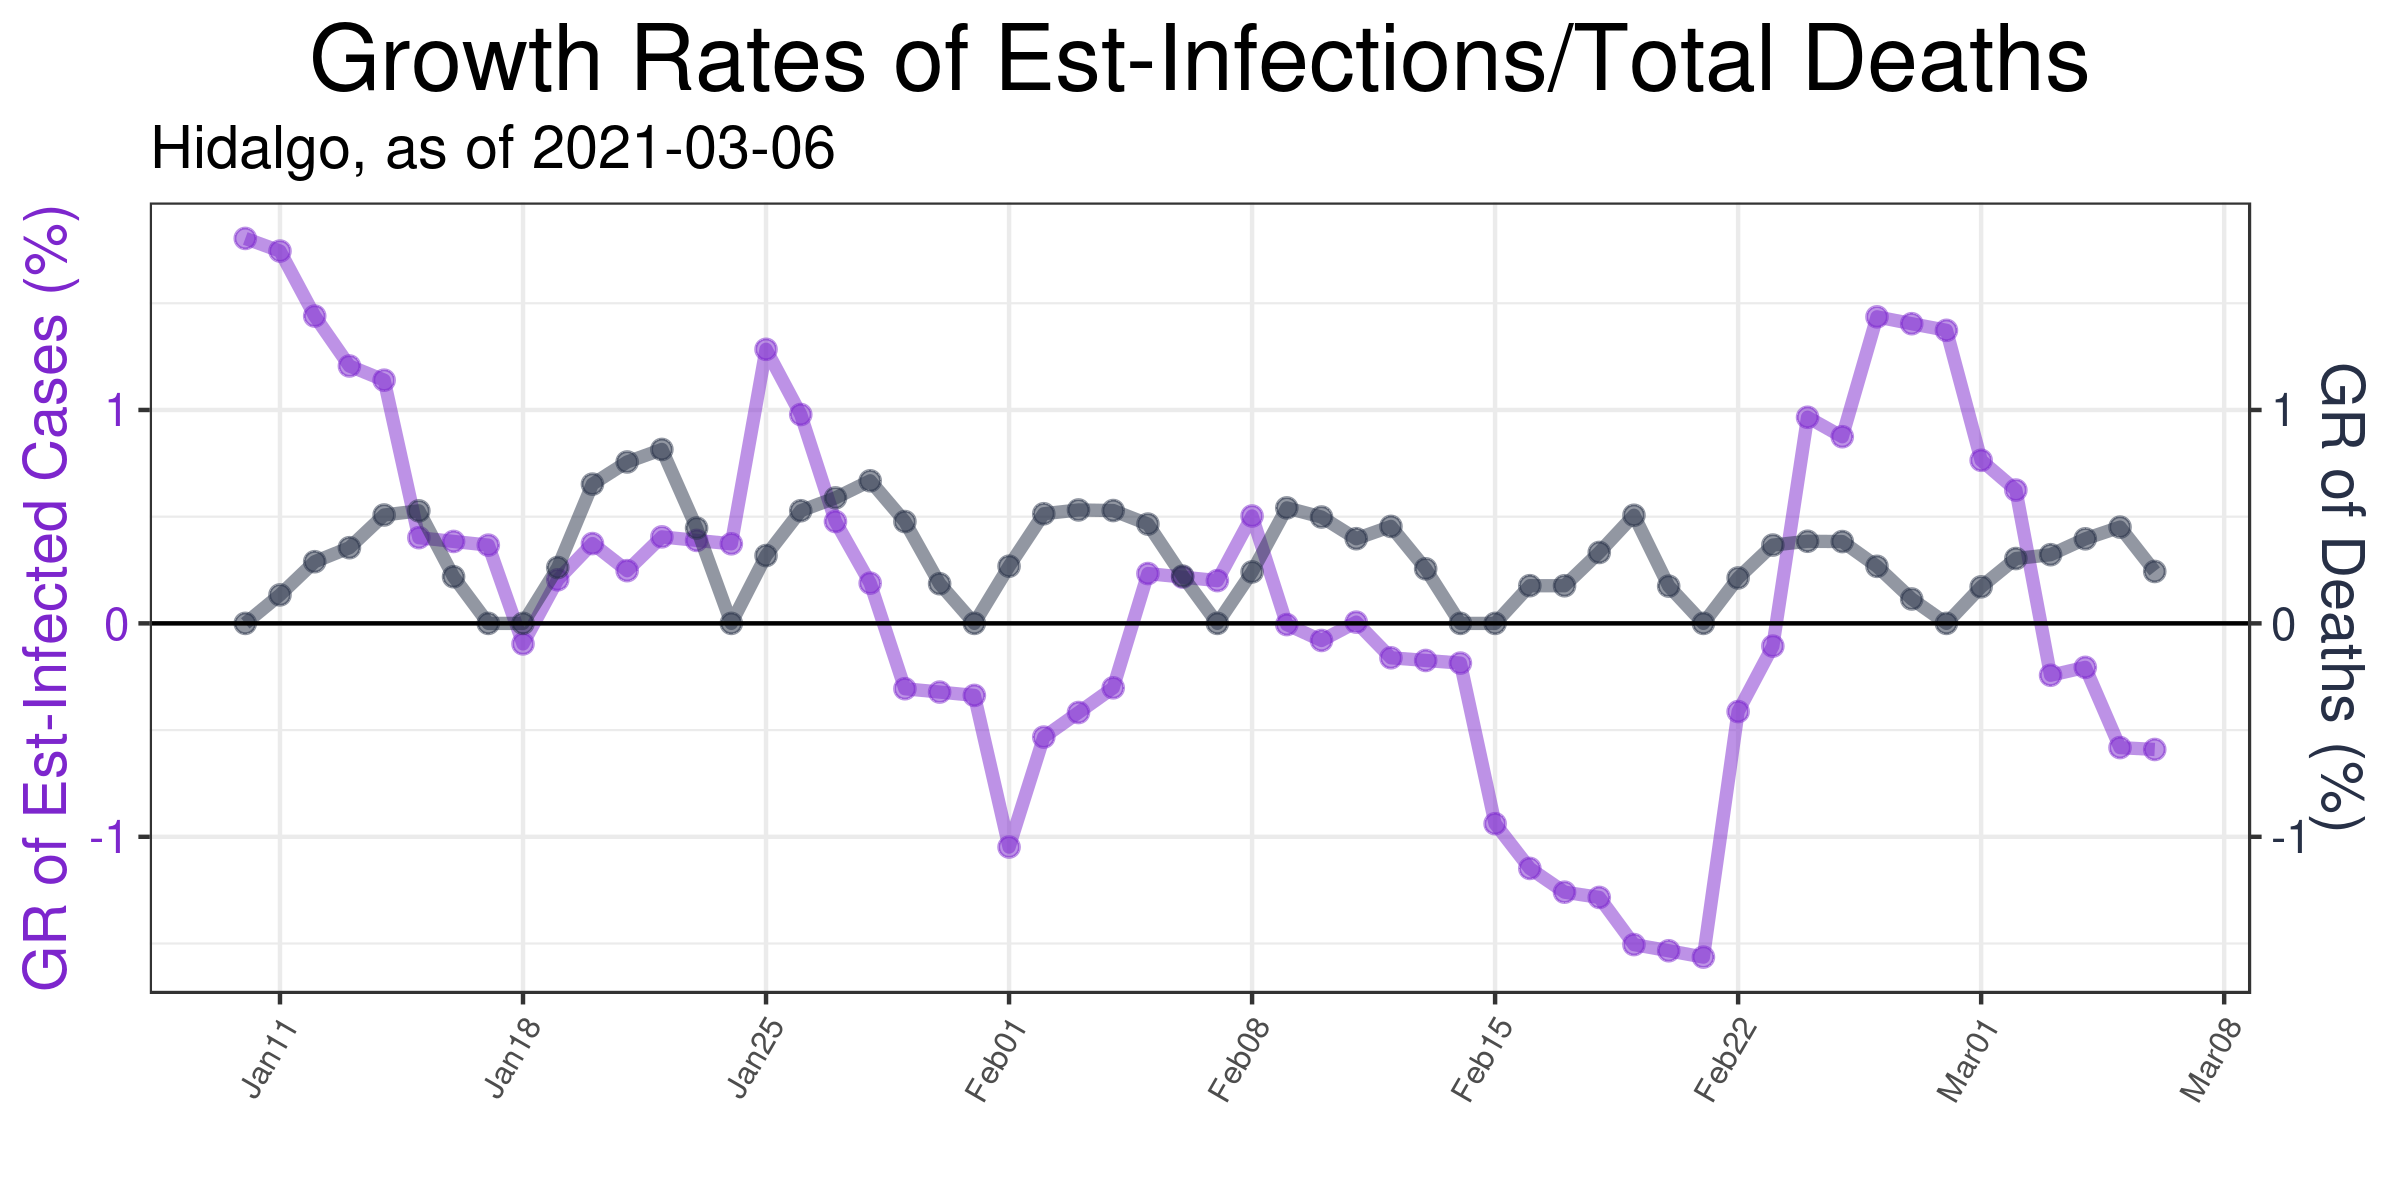 Growth Rates of Est-Infections/Total Deaths
Hidalgo, as of 2021-03-06
GR of Est-Infected Cases (%)
1
0
-1
1
0
-1
GR of Deaths (%)
Jan11
Jan18
Jan25
Feb01
Feb08
Feb15
Feb22
Mar01
Mar08